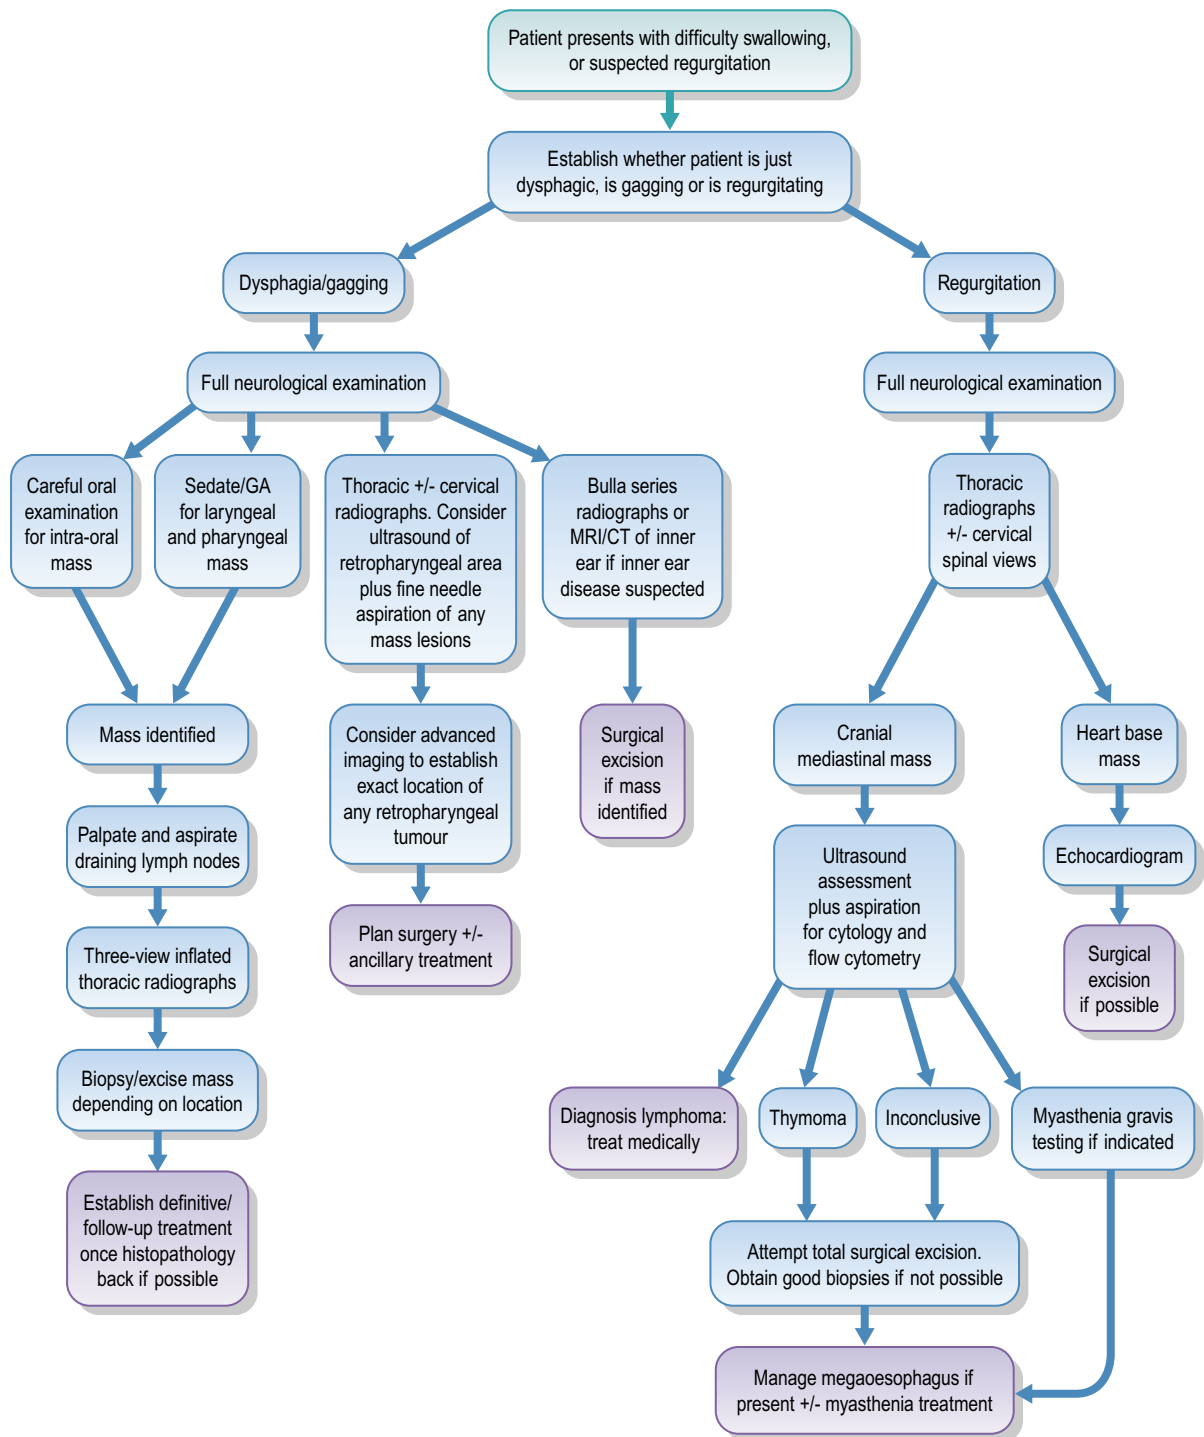 Patient presents with difficulty swallowing,
or suspected regurgitation
Establish whether patient is just
dysphagic, is gagging or is regurgitating
Dysphagia/gagging
Regurgitation
Full neurological examination
Full neurological examination
Careful oral
examination
for intra-oral
mass
Sedate/GA
for laryngeal
and pharyngeal
mass
Thoracic +/- cervical
radiographs. Consider
ultrasound of
retropharyngeal area
plus fine needle
aspiration of any
mass lesions
Bulla series
radiographs or
MRI/CT of inner
ear if inner ear
disease suspected
Thoracic
radiographs
+/- cervical
spinal views
Mass identified
Consider advanced
imaging to establish
exact location of
any retropharyngeal
tumour
Surgical
excision
if mass
identified
Cranial
mediastinal mass
Heart base
mass
Palpate and aspirate
draining lymph nodes
Ultrasound
assessment
plus aspiration
for cytology and
flow cytometry
Echocardiogram
Three-view inflated
thoracic radiographs
Plan surgery +/-
ancillary treatment
Surgical
excision
if possible
Biopsy/excise mass
depending on location
Diagnosis lymphoma:
treat medically
Thymoma
Inconclusive
Myasthenia gravis
testing if indicated
Establish definitive/
follow-up treatment
once histopathology
back if possible
Attempt total surgical excision.
Obtain good biopsies if not possible
Manage megaoesophagus if
present +/- myasthenia treatment